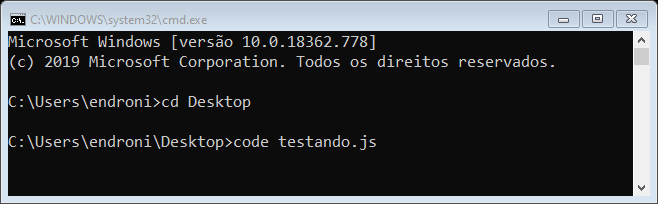 C:\WINDOWS\system32\cmd.exe
Microsoft Windows [versão 10.0.18362.778]
(c) 2019 Microsoft Corporation. Todos os direitos reservados.
C:\Users\endroni>cd Desktop
C:\Users\endroni\Desktop>code testando.js